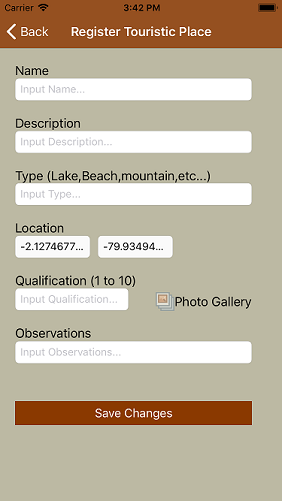 Carrier 3:42 PM
Back Register Touristic Place
Name
Input Name...
Description
Input Description...
Type (Lake,Beach,mountain,etc...)
Input Type...
Location
-2.1274677... -79.93494...
Qualification (1 to 10)
Input Qualification... Photo Gallery
Observations
Input Observations...
Save Changes